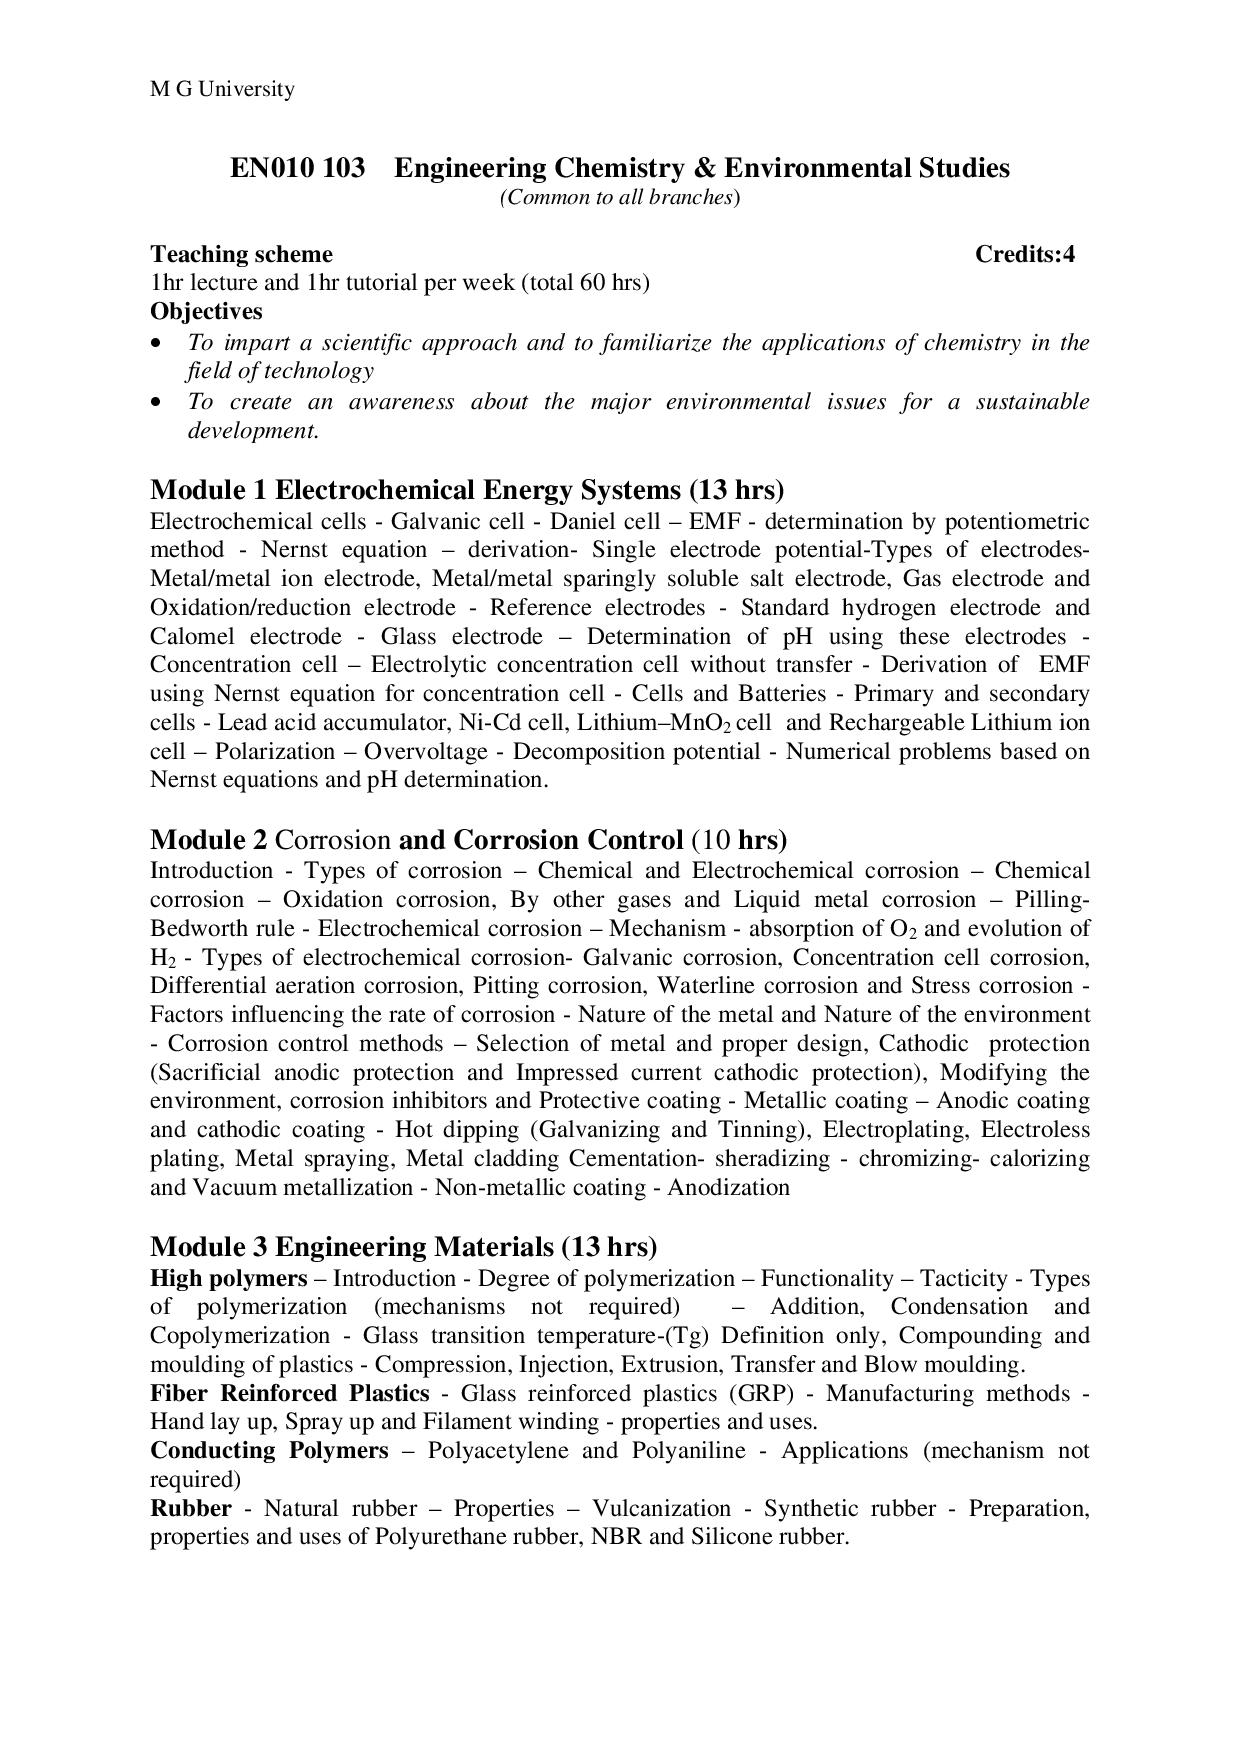 M G University
EN010 103 Engineering Chemistry & Environmental Studies
(Common to all branches)
Teaching scheme Credits:4
1hr lecture and 1hr tutorial per week (total 60 hrs)
Objectives
• To impart a scientific approach and to familiarize the applications of chemistry in the
field of technology
• To create an awareness about the major environmental issues for a sustainable
development.
Module 1 Electrochemical Energy Systems (13 hrs)
Electrochemical cells - Galvanic cell - Daniel cell – EMF - determination by potentiometric
method - Nernst equation – derivation- Single electrode potential-Types of electrodes-
Metal/metal ion electrode, Metal/metal sparingly soluble salt electrode, Gas electrode and
Oxidation/reduction electrode - Reference electrodes - Standard hydrogen electrode and
Calomel electrode - Glass electrode – Determination of pH using these electrodes -
Concentration cell – Electrolytic concentration cell without transfer - Derivation of EMF
using Nernst equation for concentration cell - Cells and Batteries - Primary and secondary
cells - Lead acid accumulator, Ni-Cd cell, Lithium–MnO2 cell and Rechargeable Lithium ion
cell – Polarization – Overvoltage - Decomposition potential - Numerical problems based on
Nernst equations and pH determination.
Module 2 Corrosion and Corrosion Control (10 hrs)
Introduction - Types of corrosion – Chemical and Electrochemical corrosion – Chemical
corrosion – Oxidation corrosion, By other gases and Liquid metal corrosion – Pilling-
Bedworth rule - Electrochemical corrosion – Mechanism - absorption of O2 and evolution of
H2 - Types of electrochemical corrosion- Galvanic corrosion, Concentration cell corrosion,
Differential aeration corrosion, Pitting corrosion, Waterline corrosion and Stress corrosion -
Factors influencing the rate of corrosion - Nature of the metal and Nature of the environment
- Corrosion control methods – Selection of metal and proper design, Cathodic protection
(Sacrificial anodic protection and Impressed current cathodic protection), Modifying the
environment, corrosion inhibitors and Protective coating - Metallic coating – Anodic coating
and cathodic coating - Hot dipping (Galvanizing and Tinning), Electroplating, Electroless
plating, Metal spraying, Metal cladding Cementation- sheradizing - chromizing- calorizing
and Vacuum metallization - Non-metallic coating - Anodization
Module 3 Engineering Materials (13 hrs)
High polymers – Introduction - Degree of polymerization – Functionality – Tacticity - Types
of polymerization (mechanisms not required) – Addition, Condensation and
Copolymerization - Glass transition temperature-(Tg) Definition only, Compounding and
moulding of plastics - Compression, Injection, Extrusion, Transfer and Blow moulding.
Fiber Reinforced Plastics - Glass reinforced plastics (GRP) - Manufacturing methods -
Hand lay up, Spray up and Filament winding - properties and uses.
Conducting Polymers – Polyacetylene and Polyaniline - Applications (mechanism not
required)
Rubber - Natural rubber – Properties – Vulcanization - Synthetic rubber - Preparation,
properties and uses of Polyurethane rubber, NBR and Silicone rubber.